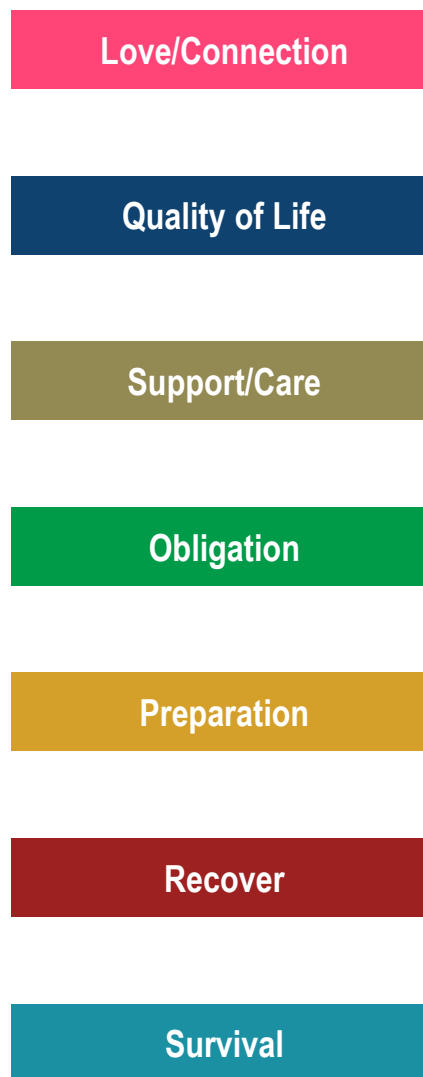 Love/Connection
Quality of Life
Support/Care
Obligation
Preparation
Recover
Survival